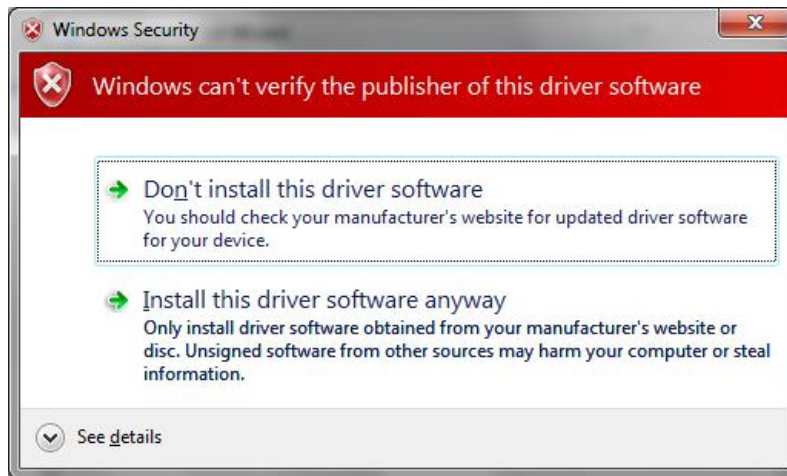 Windows Security
Windows can't verify the publisher of this driver software
Don't install this driver software
You should check your manufacturer's website for updated driver software
for your device.
Install this driver software anyway
Only install driver software obtained from your manufacturer's website or
disc. Unsigned software from other sources may harm your computer or steal
information.
See details